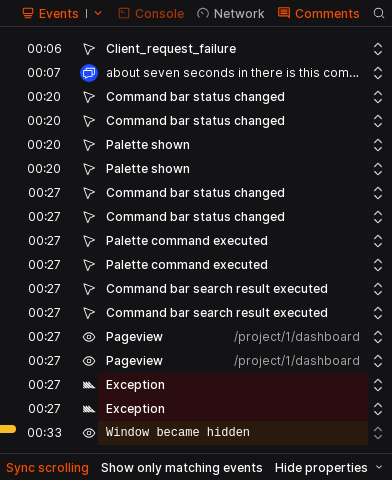 Events Console Network Comments
00:06 Client_request_failure
00:07 about seven seconds in there is this com...
00:20 Command bar status changed
00:20 Command bar status changed
00:20 Palette shown
00:20 Palette shown
00:27 Command bar status changed
00:27 Command bar status changed
00:27 Palette command executed
00:27 Palette command executed
00:27 Command bar search result executed
00:27 Command bar search result executed
00:27 Pageview /project/1/dashboard
00:27 Pageview /project/1/dashboard
00:27 Exception
00:27 Exception
00:33 Window became hidden
Sync scrolling Show only matching events Hide properties